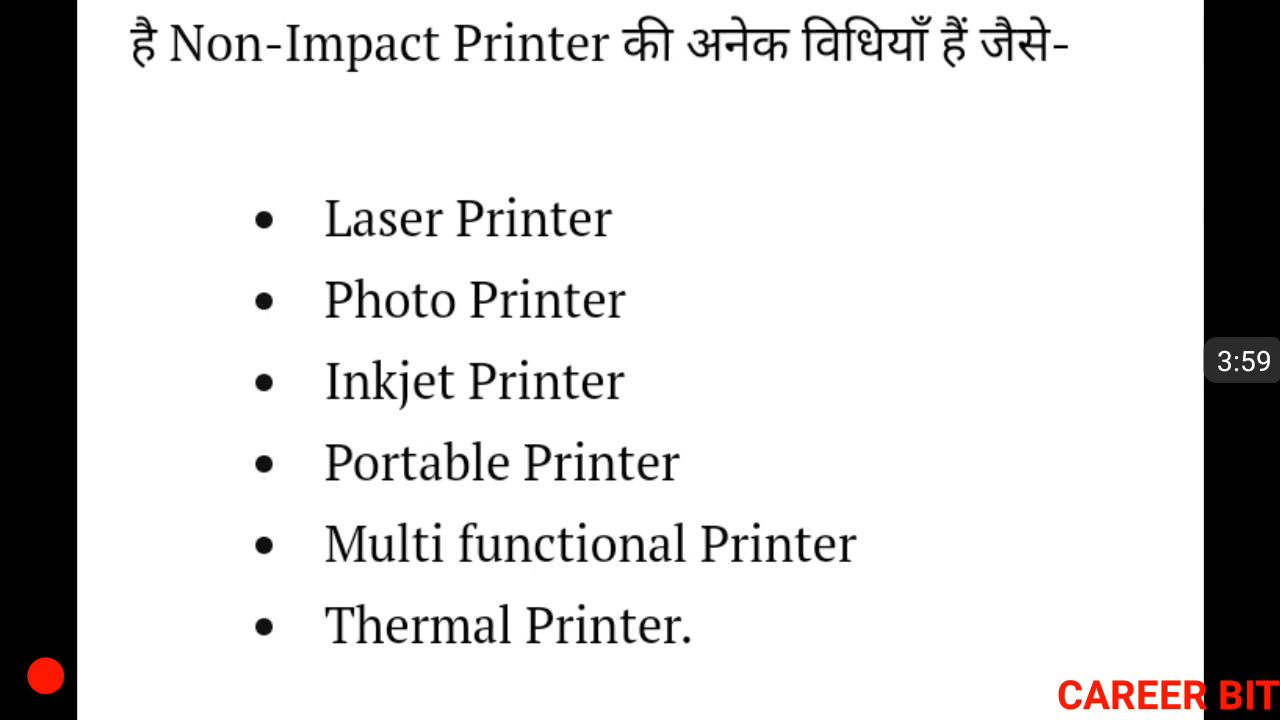 है Non-Impact Printer की अनेक विधियाँ हैं जैसे-
• Laser Printer
• Photo Printer
• Inkjet Printer
• Portable Printer
• Multi functional Printer
• Thermal Printer.
3:59
CAREER BIT